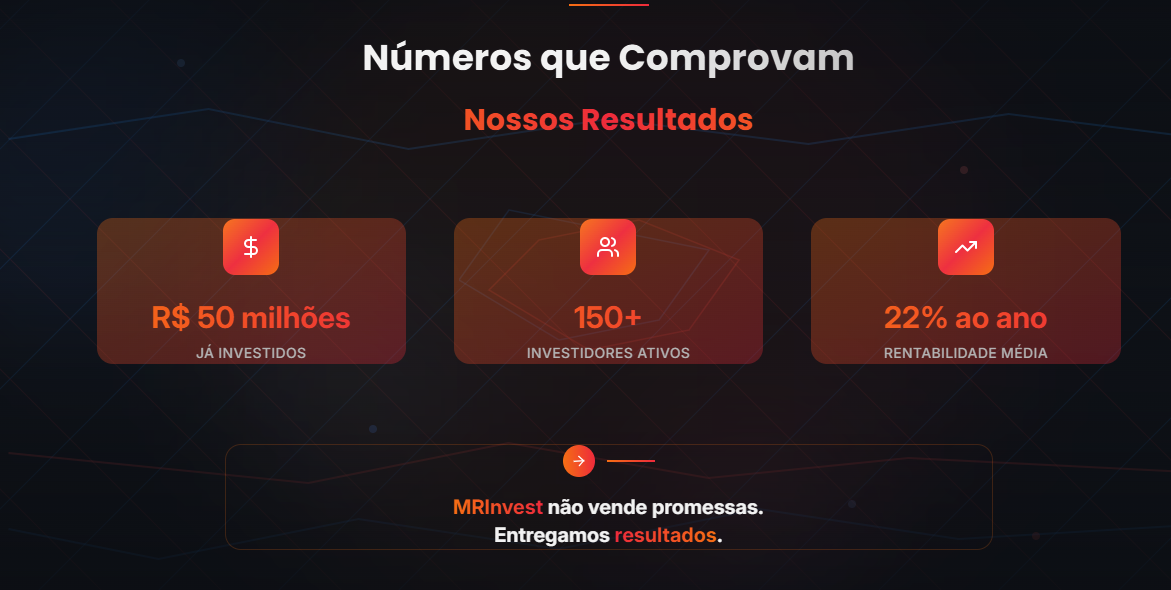 Números que Comprovam
Nossos Resultados
R$ 50 milhões
JÁ INVESTIDOS
150+
INVESTIDORES ATIVOS
22% ao ano
RENTABILIDADE MÉDIA
MRInvest não vende promessas.
Entregamos resultados.